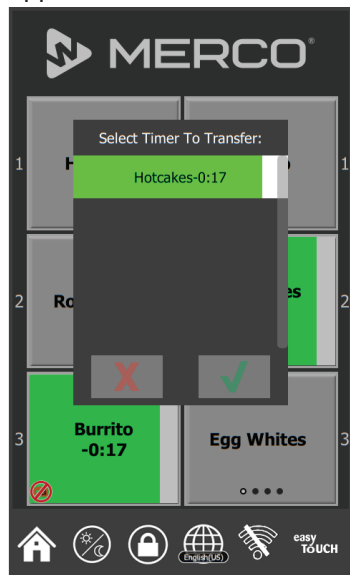 MERCO®
Select Timer To Transfer:
Hotcakes-0:17
1
1
2
2
3
Burrito
-0:17
Egg Whites
3
English(US)
easy
TōUCH